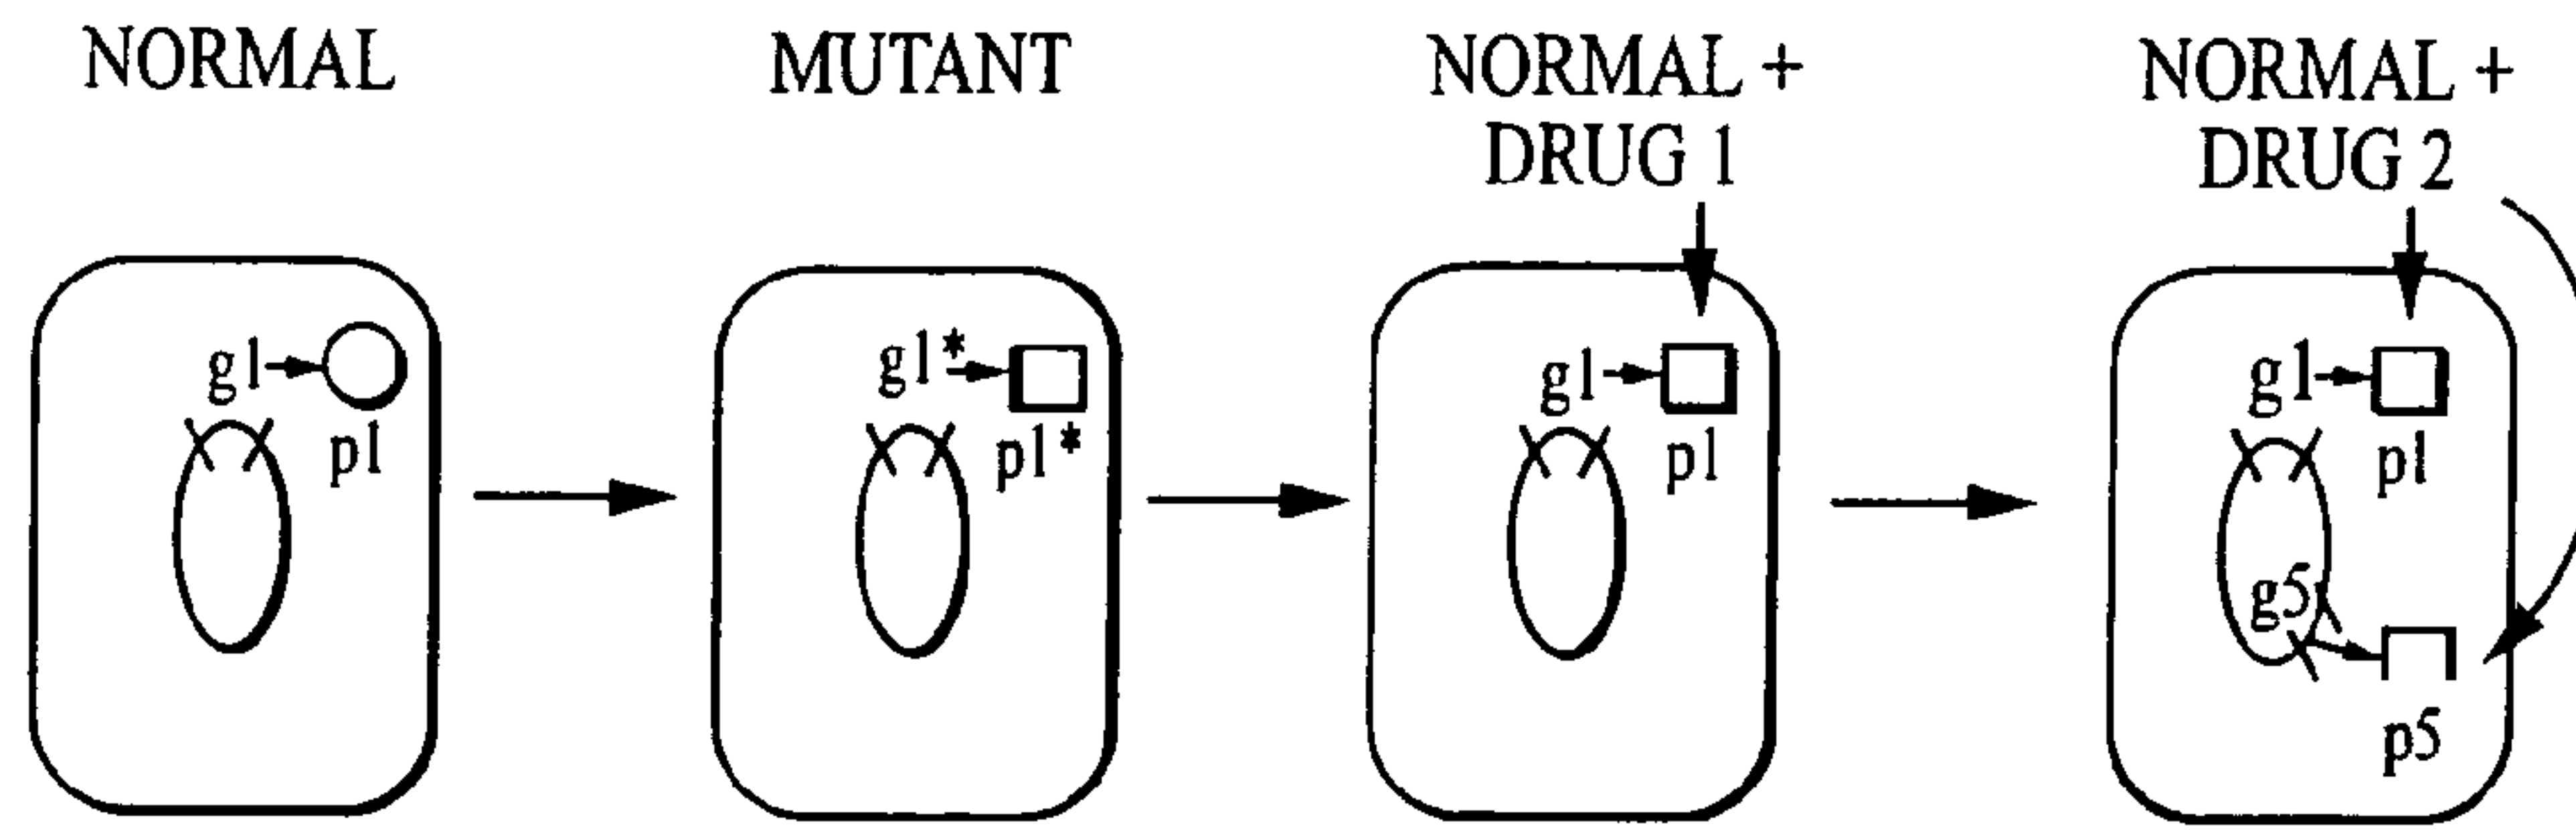 NORMAL
MUTANT
NORMAL +
DRUG 1
NORMAL +
DRUG 2
g1
p1
g1*
p1*
g1
p1
g1
p1
g5
p5